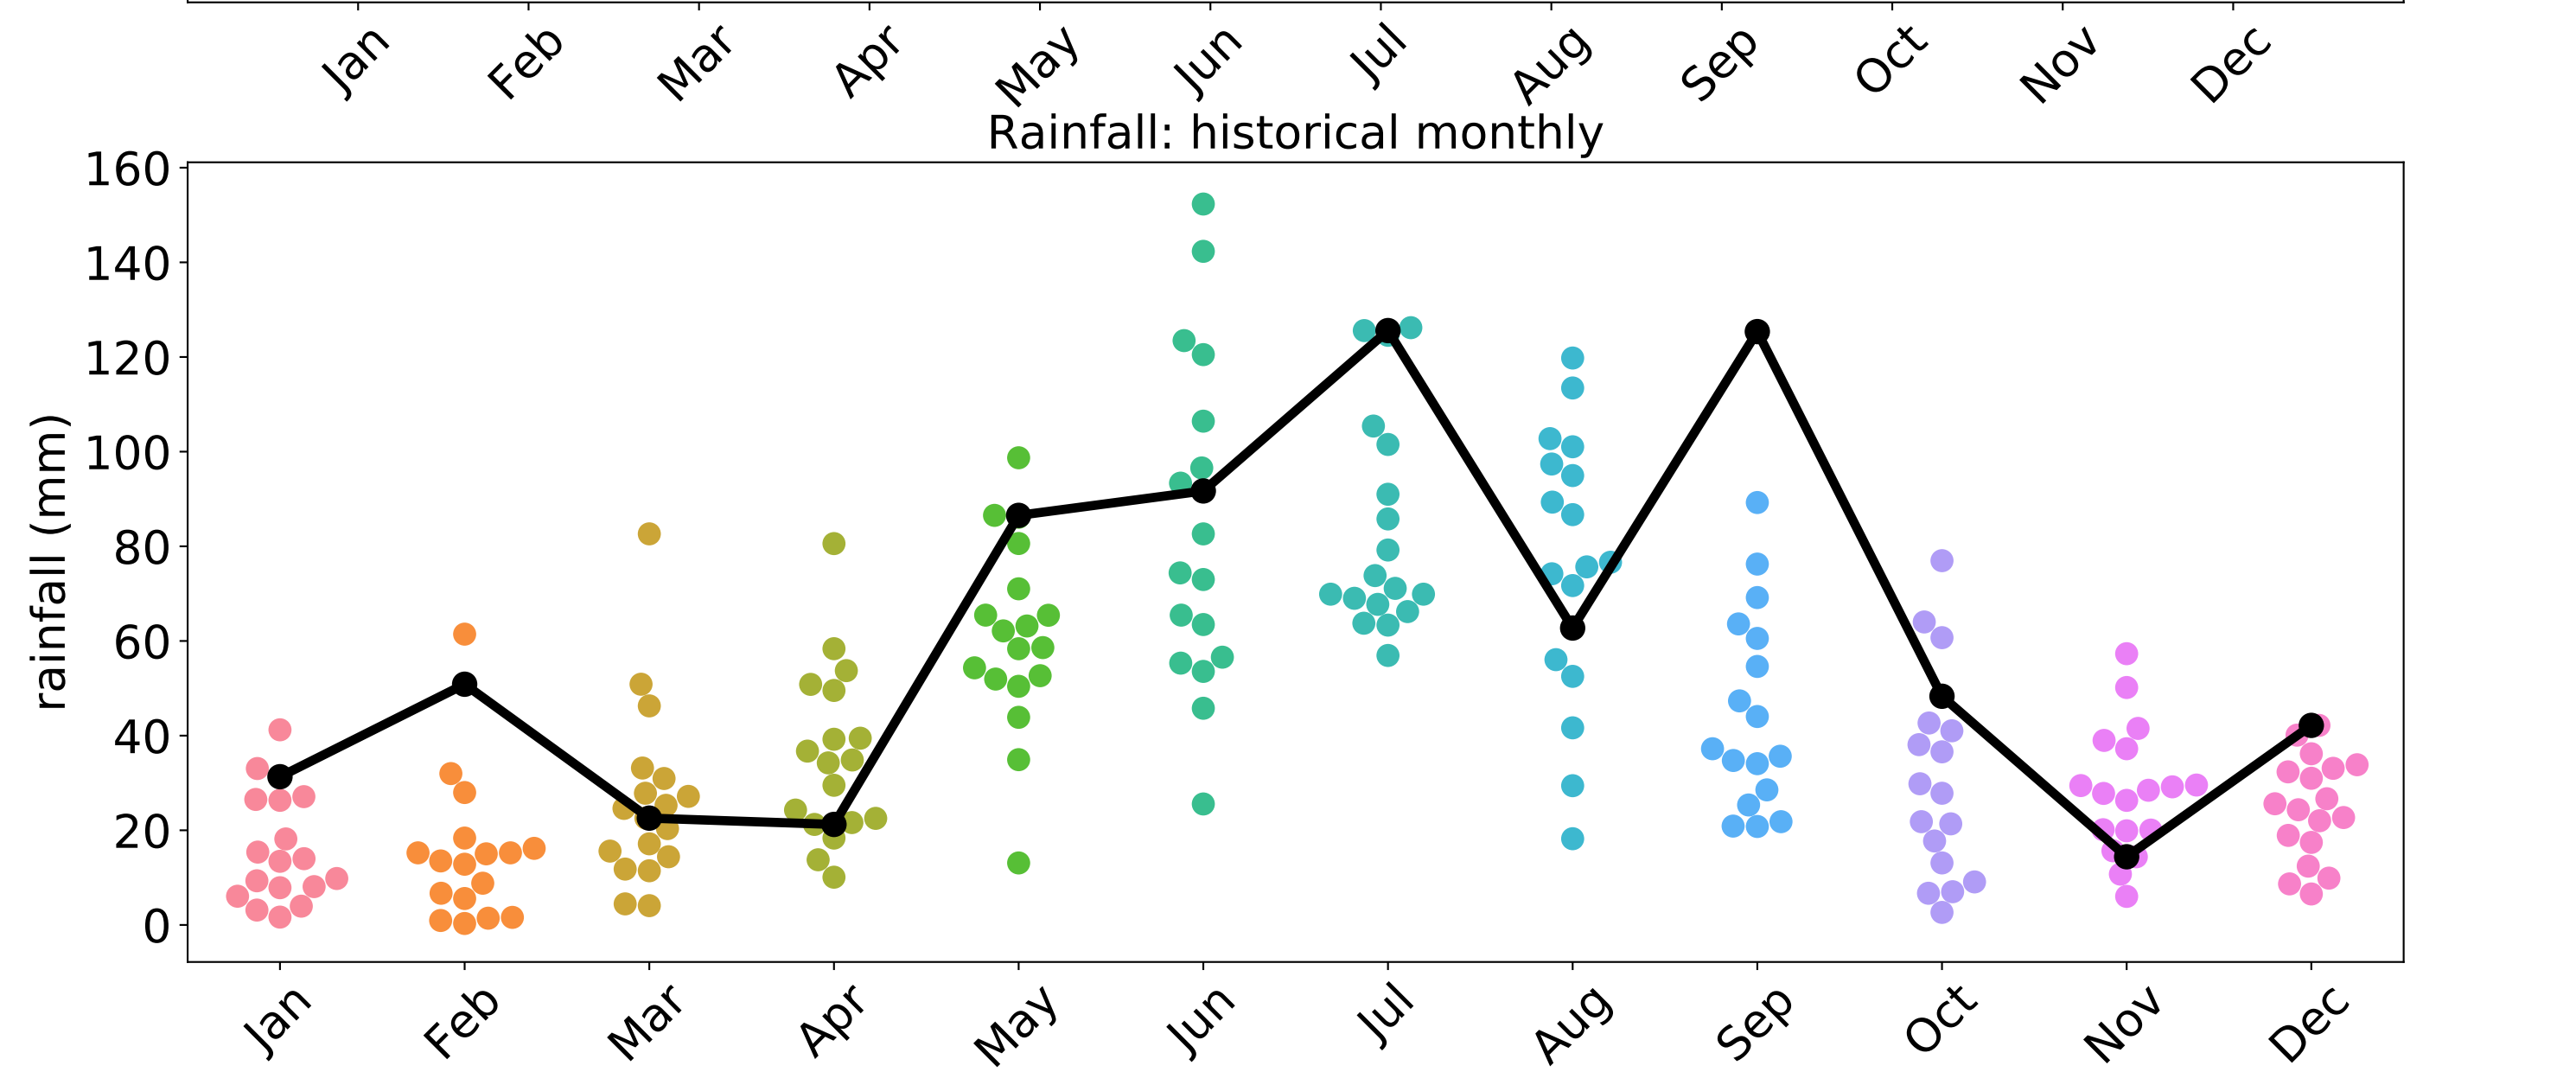 Jan Feb Mar Apr May Jun Jul Aug Sep Oct Nov Dec
Rainfall: historical monthly
160
140
120
100
80
60
40
20
0
rainfall (mm)
Jan Feb Mar Apr May Jun Jul Aug Sep Oct Nov Dec